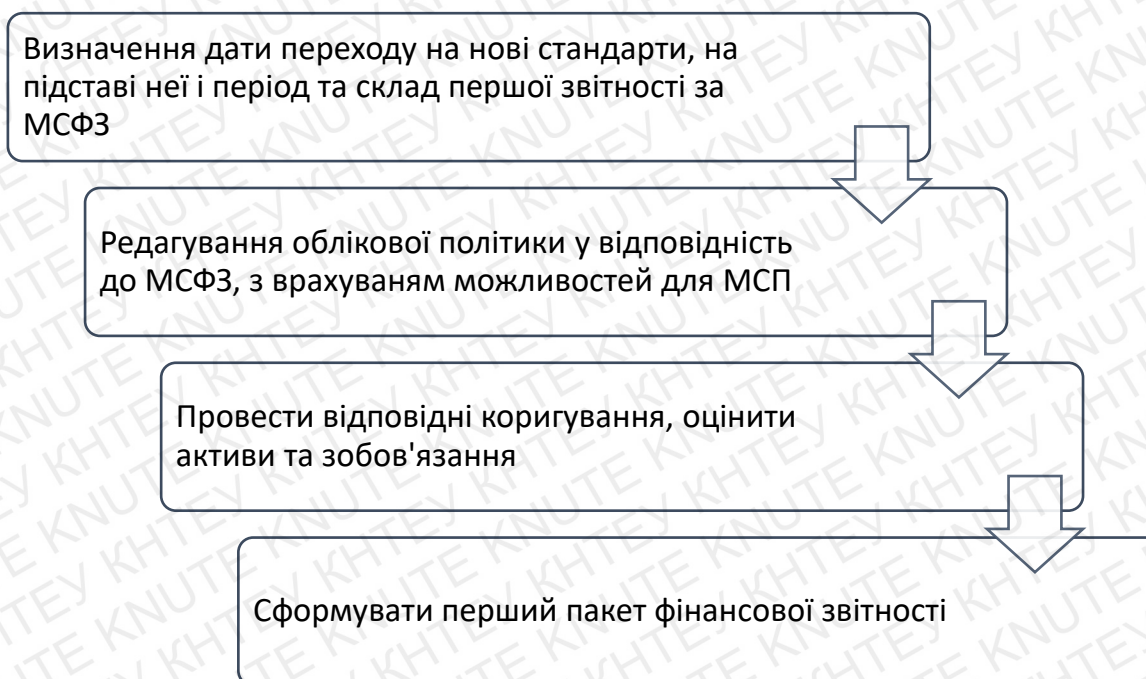 Визначення дати переходу на нові стандарти, на
підставі неї і період та склад першої звітності за
МСФЗ
Редагування облікової політики у відповідність
до МСФЗ, з врахуваням можливостей для МСП
Провести відповідні коригування, оцінити
активи та зобов'язання
Сформувати перший пакет фінансової звітності